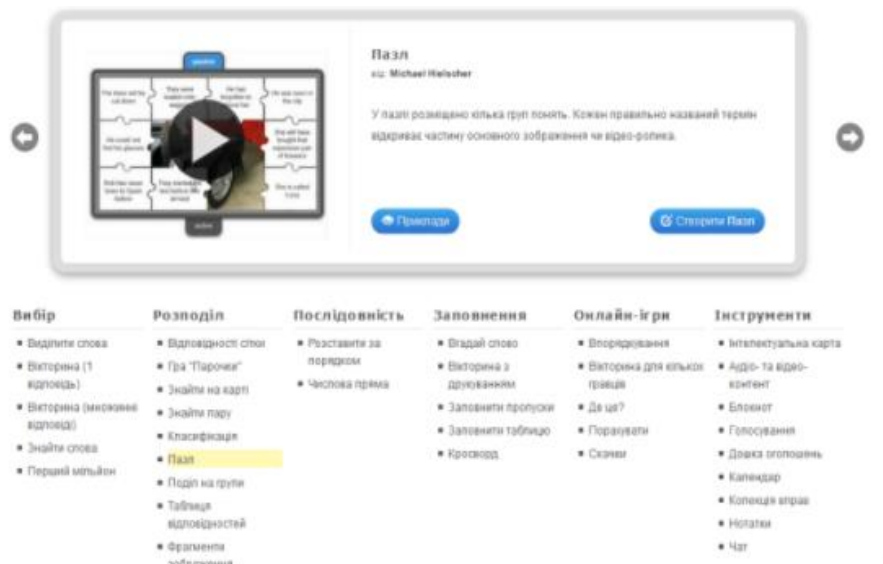 Пазл
від Michael Hielscher
У пазлі розміщено кілька груп понять. Кожен правильно названий термін
відкриває частину основного зображення чи відео-ролика.
Приклади
Створити Пазл
Вибір
Виділити слова
Вікторина (1
відповідь)
Вікторина (множинні
відповіді)
Знайти слова
Перший мільйон
Розподіл
Відповідності сітки
Гра "Парочки"
Знайти на карті
Знайти пару
Класифікація
Пазл
Поділ на групи
Таблиця
відповідностей
Фрагменти
зображення
Послідовність
Розставити за
порядком
Числова пряма
Заповнення
Вгадай слово
Вікторина з
друкуванням
Заповнити пропуски
Заповнити таблицю
Кросворд
Онлайн-ігри
Впорядкування
Вікторина для кількох
гравців
Де це?
Порахувати
Скачки
Інструменти
Інтелектуальна карта
Аудіо- та відео-
контент
Блокнот
Голосування
Дошка оголошень
Календар
Колекція вправ
Нотатки
Чат